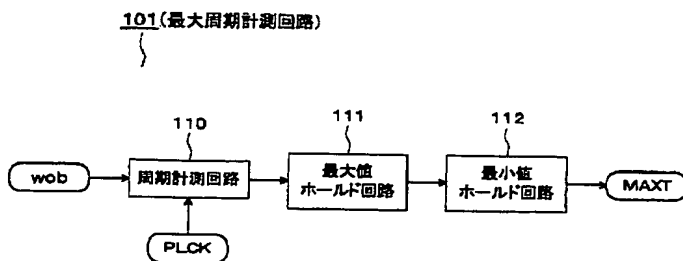 101(最大周期計測回路)
110
111
112
wob
周期計測回路
最大値
ホールド回路
最小値
ホールド回路
MAXT
PLCK